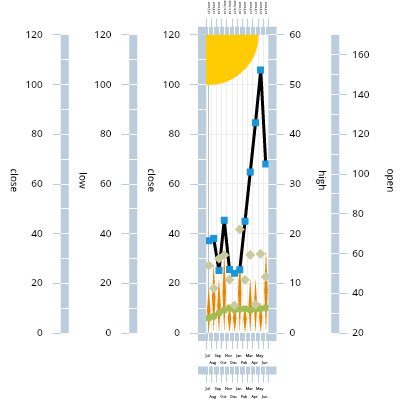 120 120 120 60
160
100 100 100 50
140
80 80 80 40
120
60 60 60 30
100
close low close high open
80
40 40 40 20
60
20 20 20 10
40
0 0 0 0 20
Jul Sep Nov Jan Mar May
Aug Oct Dec Feb Apr Jun
Jul Sep Nov Jan Mar May
Aug Oct Dec Feb Apr Jun